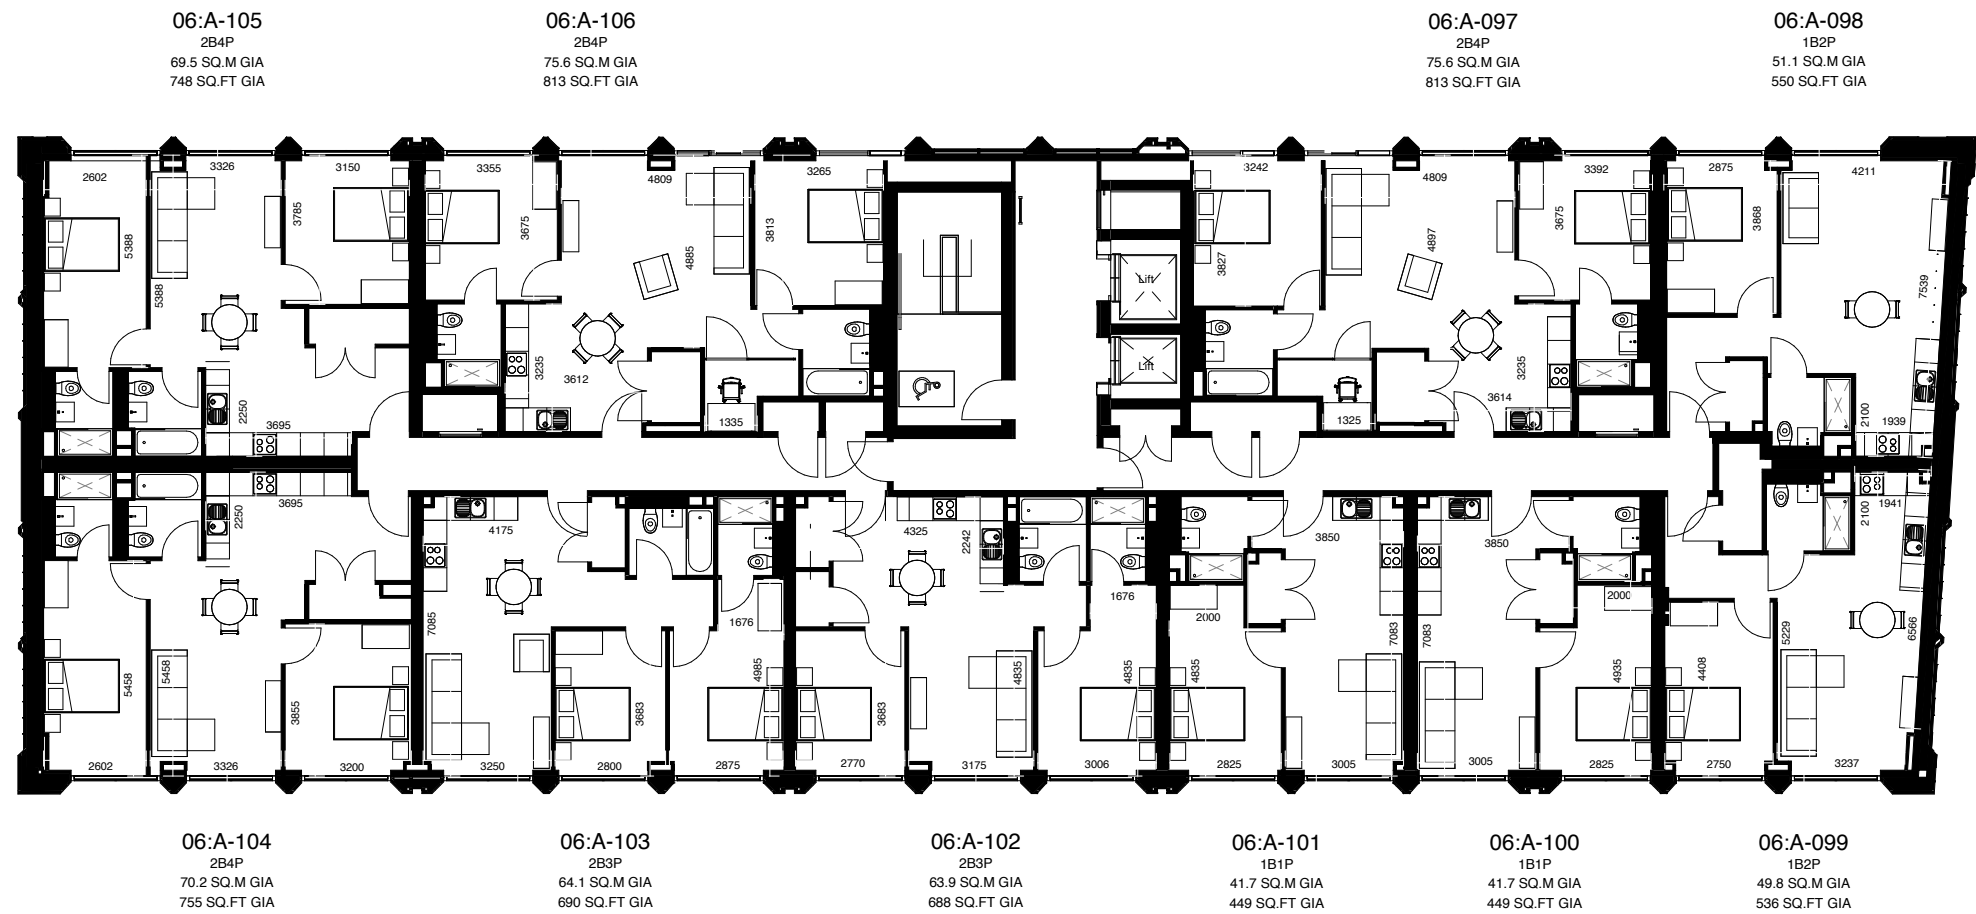 06:A-105
2B4P
69.5 SQ.M GIA
748 SQ.FT GIA
06:A-106
2B4P
75.6 SQ.M GIA
813 SQ.FT GIA
06:A-097
2B4P
75.6 SQ.M GIA
813 SQ.FT GIA
06:A-098
1B2P
51.1 SQ.M GIA
550 SQ.FT GIA
2602
3326
3150
3785
5388
5388
2250
3695
3355
3675
4809
4885
3265
3813
3235
3612
1335
Lift
Lift
3242
3827
4809
4897
3392
3675
3235
3614
1325
2875
3868
4211
7539
2100
1939
3695
2250
5458
5458
3855
2602
3326
3200
4175
7085
1676
4985
3683
3250
2800
2875
4325
2242
1676
3683
4835
4835
2770
3175
3006
3850
2000
4835
7083
2825
3005
3850
2000
7083
4935
3005
2825
2100
1941
5229
6566
4408
2750
3237
06:A-104
2B4P
70.2 SQ.M GIA
755 SQ.FT GIA
06:A-103
2B3P
64.1 SQ.M GIA
690 SQ.FT GIA
06:A-102
2B3P
63.9 SQ.M GIA
688 SQ.FT GIA
06:A-101
1B1P
41.7 SQ.M GIA
449 SQ.FT GIA
06:A-100
1B1P
41.7 SQ.M GIA
449 SQ.FT GIA
06:A-099
1B2P
49.8 SQ.M GIA
536 SQ.FT GIA